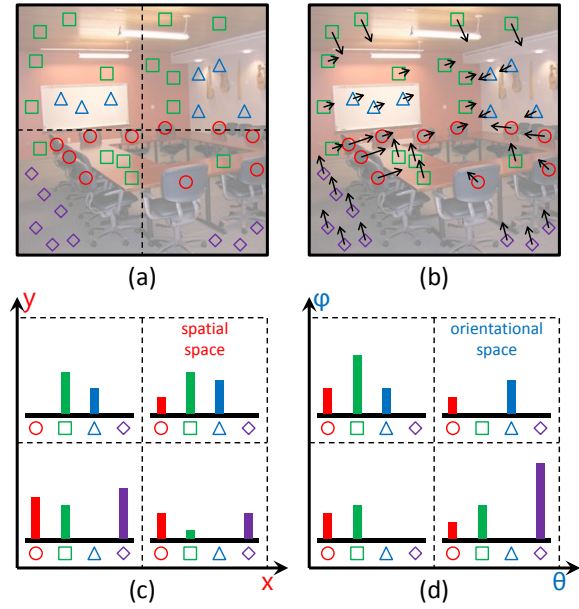 (a)
(b)
y
spatial
space
φ
orientational
space
(c)
x
(d)
θ